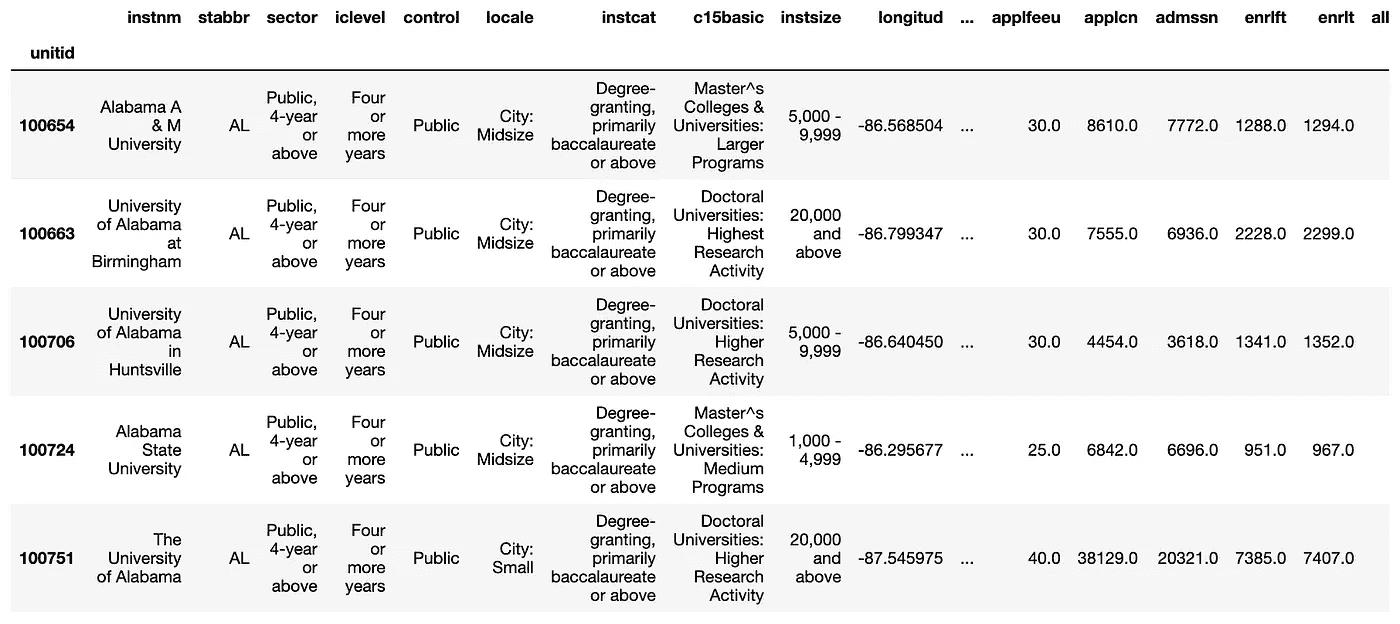 instnm stabbr sector iclevel control locale instcat c15basic instsize longitud ... applfeeu applcn admssn enrlft enrlt all
unitid
100654
Alabama A
& M
University
AL
Public,
4-year
or
above
Four
or
more
years
Public
City:
Midsize
Degree-
granting,
primarily
baccalaureate
or above
Master^s
Colleges &
Universities:
Larger
Programs
5,000 -
9,999
-86.568504 ... 30.0 8610.0 7772.0 1288.0 1294.0
100663
University
of Alabama
at
Birmingham
AL
Public,
4-year
or
above
Four
or
more
years
Public
City:
Midsize
Degree-
granting,
primarily
baccalaureate
or above
Doctoral
Universities:
Highest
Research
Activity
20,000
and
above
-86.799347 ... 30.0 7555.0 6936.0 2228.0 2299.0
100706
University
of Alabama
in
Huntsville
AL
Public,
4-year
or
above
Four
or
more
years
Public
City:
Midsize
Degree-
granting,
primarily
baccalaureate
or above
Doctoral
Universities:
Higher
Research
Activity
5,000 -
9,999
-86.640450 ... 30.0 4454.0 3618.0 1341.0 1352.0
100724
Alabama
State
University
AL
Public,
4-year
or
above
Four
or
more
years
Public
City:
Midsize
Degree-
granting,
primarily
baccalaureate
or above
Master^s
Colleges &
Universities:
Medium
Programs
1,000 -
4,999
-86.295677 ... 25.0 6842.0 6696.0 951.0 967.0
100751
The
University
of Alabama
AL
Public,
4-year
or
above
Four
or
more
years
Public
City:
Small
Degree-
granting,
primarily
baccalaureate
or above
Doctoral
Universities:
Higher
Research
Activity
20,000
and
above
-87.545975 ... 40.0 38129.0 20321.0 7385.0 7407.0